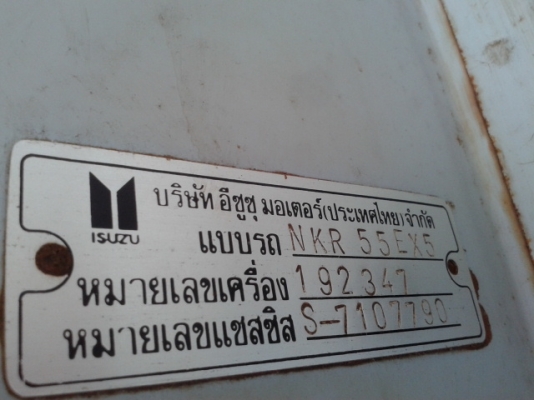 ISUZU
บริษัท อีซูซุ มอเตอร์(ประเทศไทย)จำกัด
แบบรถ NKR 55EX5
หมายเลขเครื่อง 192347
หมายเลขแชสซิส S-7107790